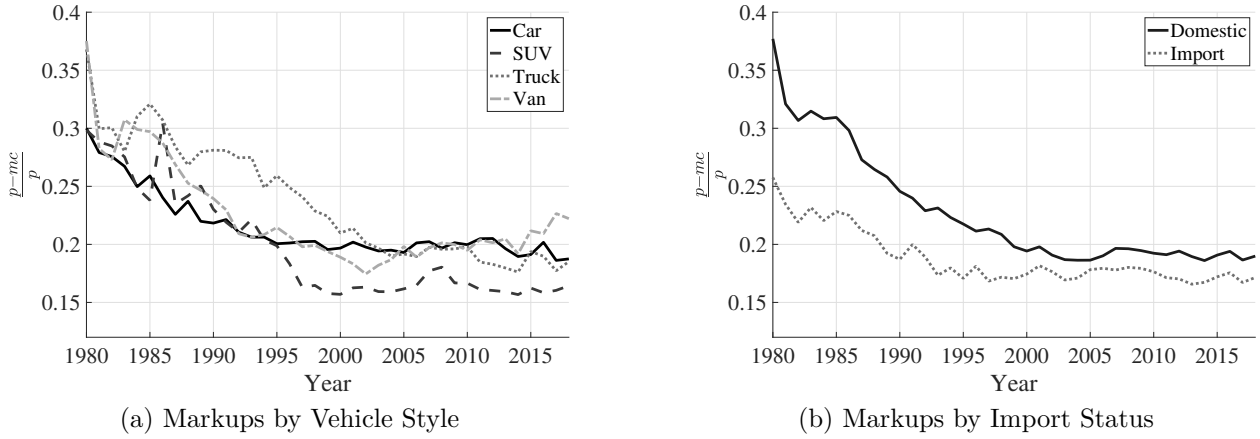 0.4
0.35
0.3
0.25
0.2
0.15
p−mc
p
1980 1985 1990 1995 2000 2005 2010 2015
Year
Car
SUV
Truck
Van
(a) Markups by Vehicle Style
0.4
0.35
0.3
0.25
0.2
0.15
p−mc
p
1980 1985 1990 1995 2000 2005 2010 2015
Year
Domestic
Import
(b) Markups by Import Status